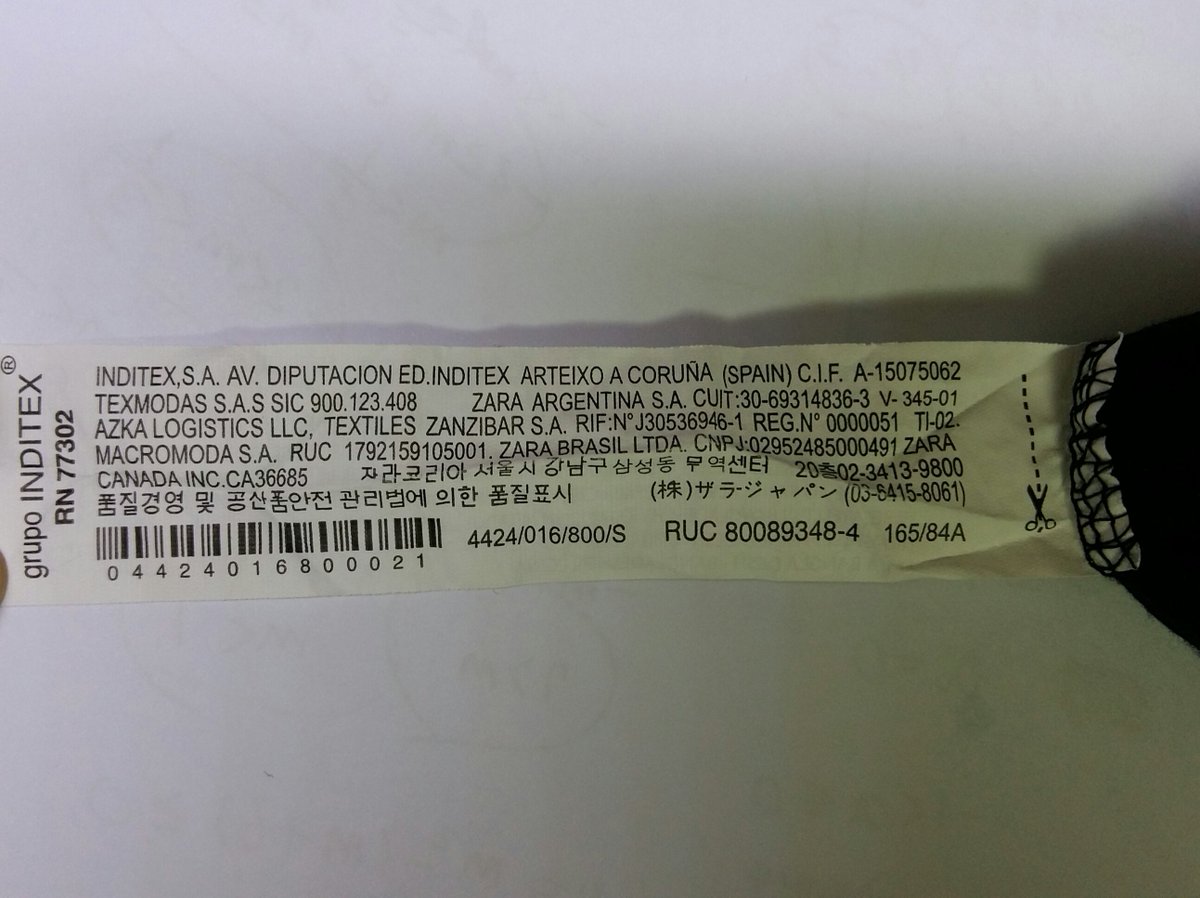 grupo INDITEX®
RN 77302
INDITEX,S.A. AV. DIPUTACION ED.INDITEX ARTEIXO A CORUÑA (SPAIN) C.I.F. A-15075062
TEXMODAS S.A.S SIC 900.123.408 ZARA ARGENTINA S.A. CUIT:30-69314836-3 V- 345-01
AZKA LOGISTICS LLC, TEXTILES ZANZIBAR S.A. RIF:N° J30536946-1 REG.N° 0000051 TI-02.
MACROMODA S.A. RUC 1792159105001. ZARA BRASIL LTDA. CNPJ:02952485000491 ZARA
CANADA INC.CA36685 자라코리아 서울시 강남구 삼성동 무역센터 20층02-3413-9800
품질경영 및 공산품안전 관리법에 의한 품질표시 (株)ザラ-ジャパン (03-6415-8061)
4424/016/800/S RUC 80089348-4 165/84A
04424016800021